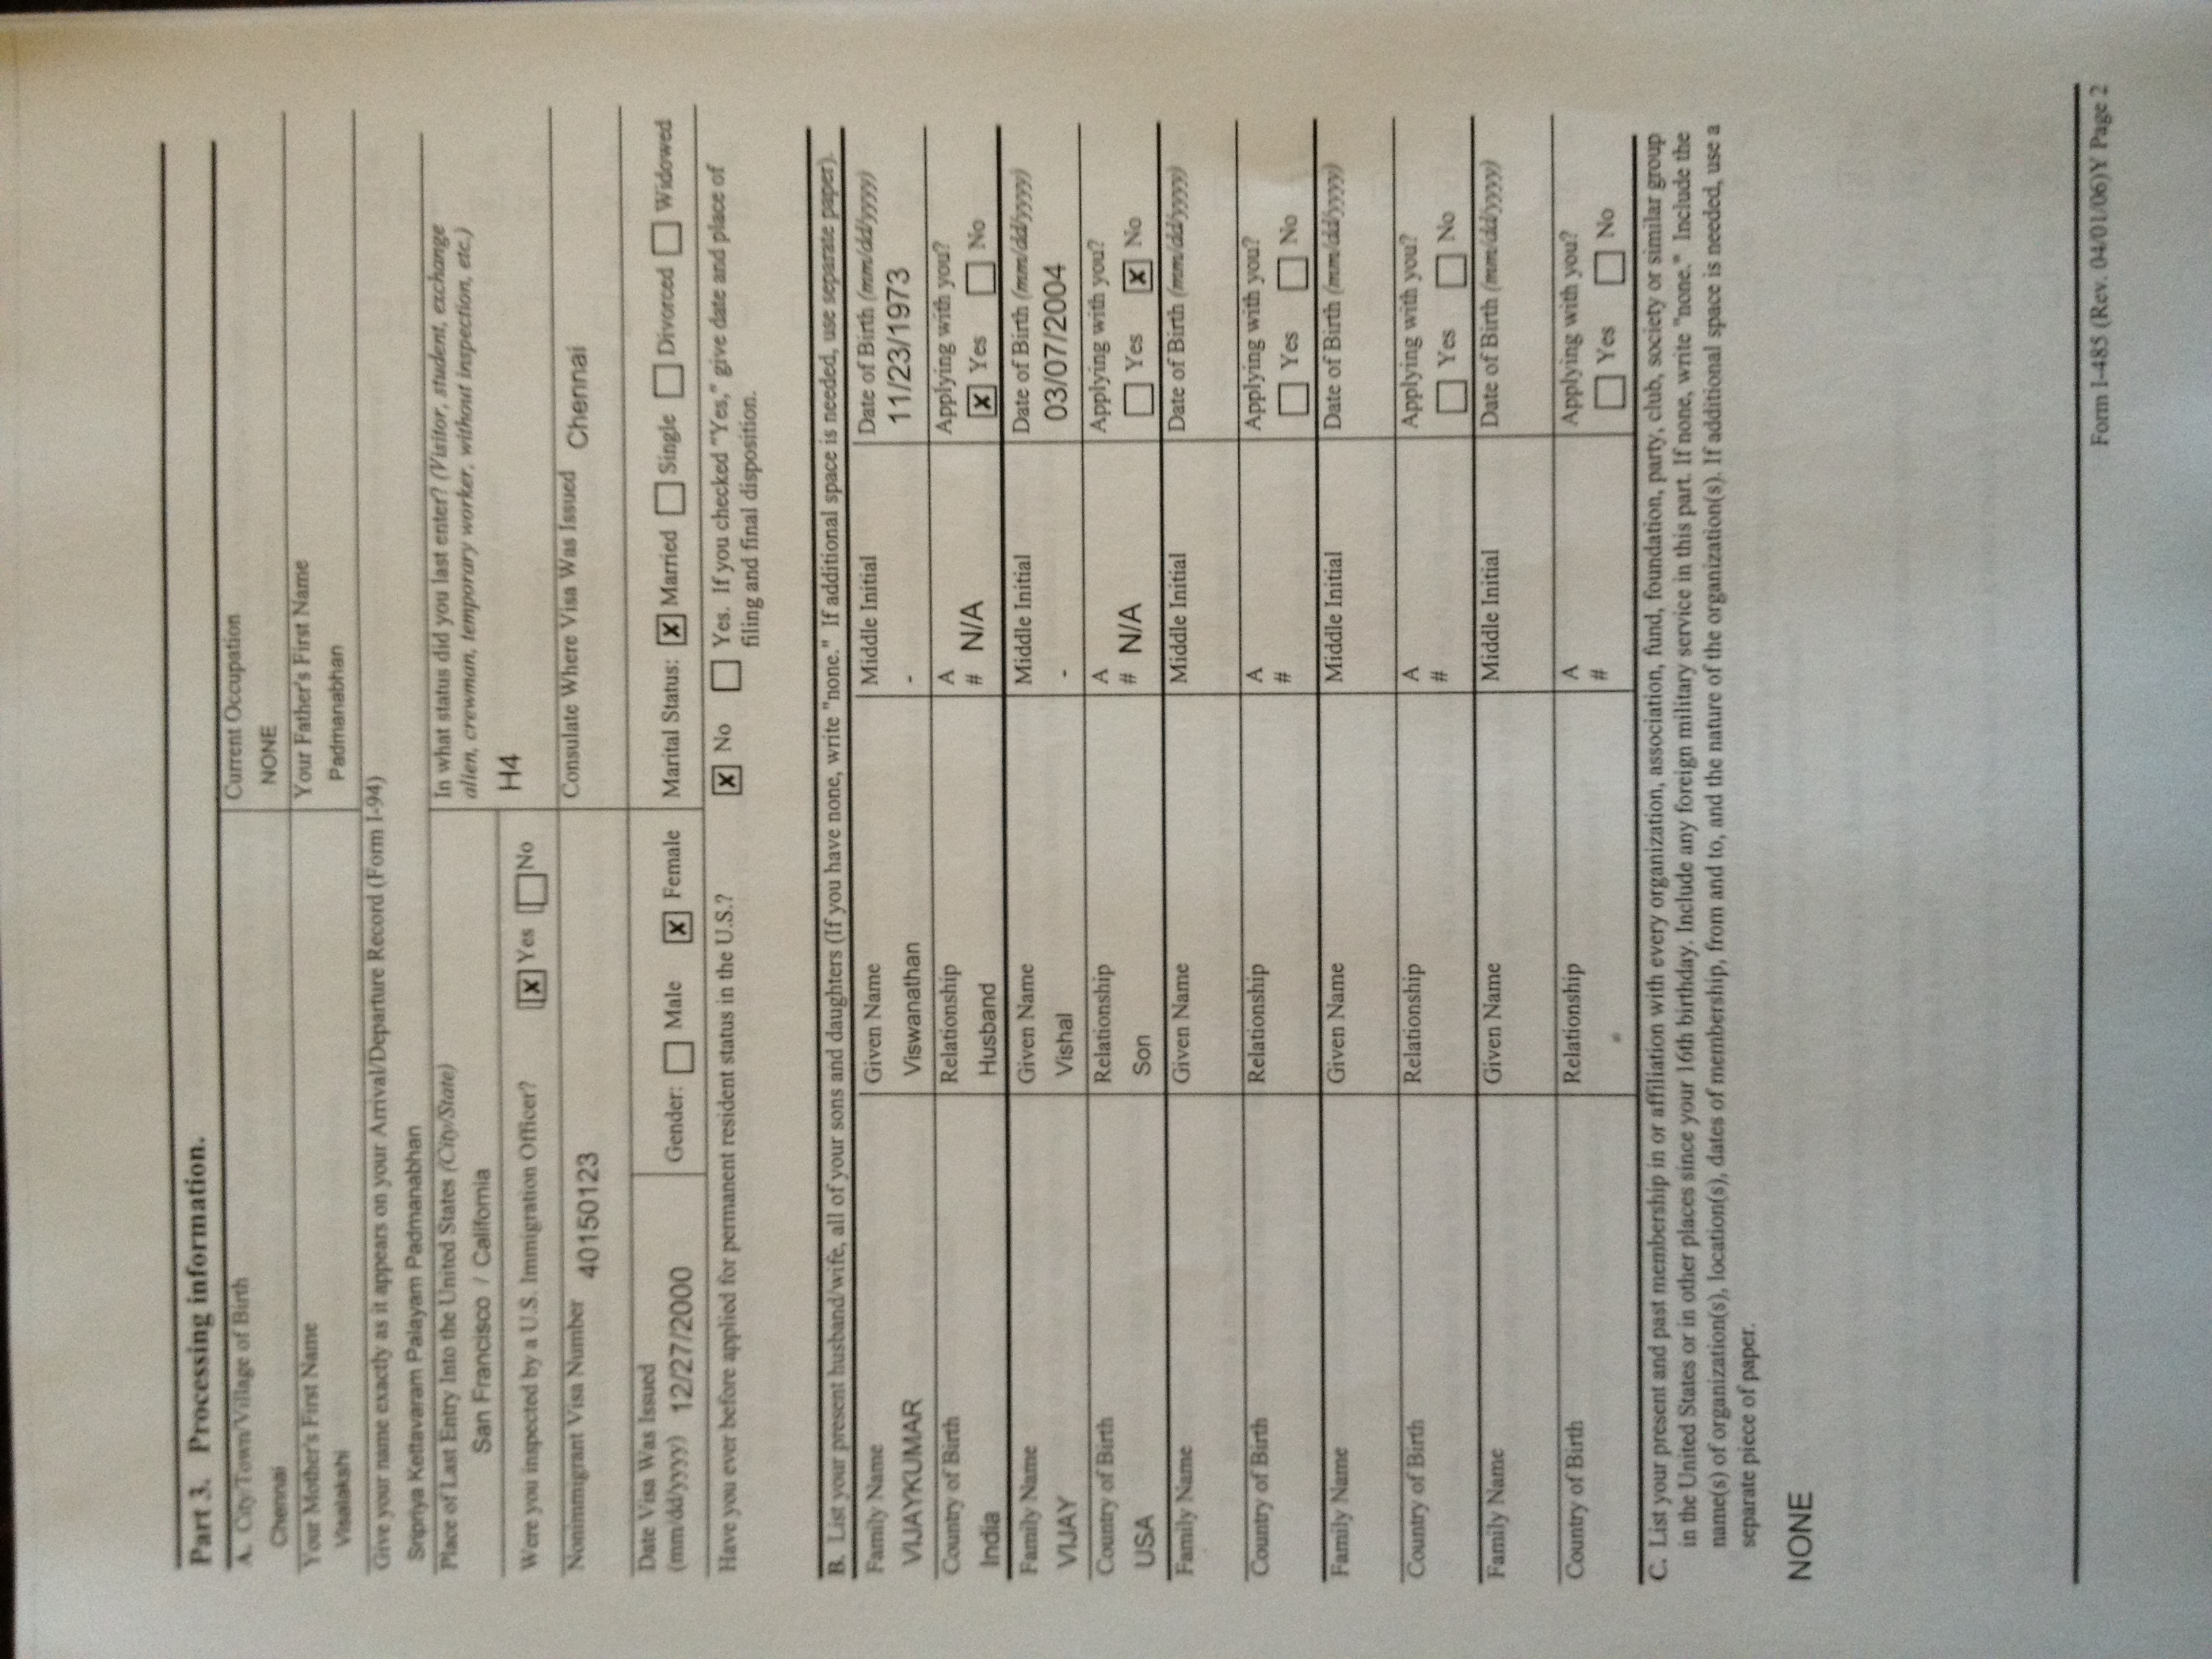 Part 3. Processing information.
A. City/Town/Village of Birth
Current Occupation
Chennai
NONE
Your Mother's First Name
Your Father's First Name
Visalakshi
Padmanabhan
Give your name exactly as it appears on your Arrival/Departure Record (Form I-94)
Sripriya Kettavaram Palayam Padmanabhan
Place of Last Entry Into the United States (City/State)
In what status did you last enter? (Visitor, student, exchange
alien, crewman, temporary worker, without inspection, etc.)
San Francisco / California
Were you inspected by a U.S. Immigration Officer? X Yes No
H4
Nonimmigrant Visa Number 40150123
Consulate Where Visa Was Issued Chennai
Date Visa Was Issued
(mm/dd/yyyy) 12/27/2000
Gender: Male X Female
Marital Status: X Married Single Divorced Widowed
Have you ever before applied for permanent resident status in the U.S.? X No Yes. If you checked "Yes," give date and place of
filing and final disposition.
B. List your present husband/wife, all of your sons and daughters (If you have none, write "none." If additional space is needed, use separate paper).
Family Name Given Name Middle Initial Date of Birth (mm/dd/yyyy)
VIJAYKUMAR Viswanathan - 11/23/1973
Country of Birth Relationship A Applying with you?
India Husband # N/A X Yes No
Family Name Given Name Middle Initial Date of Birth (mm/dd/yyyy)
VIJAY Vishal - 03/07/2004
Country of Birth Relationship A Applying with you?
USA Son # N/A Yes X No
Family Name Given Name Middle Initial Date of Birth (mm/dd/yyyy)
Country of Birth Relationship A Applying with you?
# Yes No
Family Name Given Name Middle Initial Date of Birth (mm/dd/yyyy)
Country of Birth Relationship A Applying with you?
# Yes No
Family Name Given Name Middle Initial Date of Birth (mm/dd/yyyy)
Country of Birth Relationship A Applying with you?
# Yes No
C. List your present and past membership in or affiliation with every organization, association, fund, foundation, party, club, society or similar group
in the United States or in other places since your 16th birthday. Include any foreign military service in this part. If none, write "none." Include the
name(s) of organization(s), location(s), dates of membership, from and to, and the nature of the organization(s). If additional space is needed, use a
separate piece of paper.
NONE
Form I-485 (Rev. 04/01/06)Y Page 2